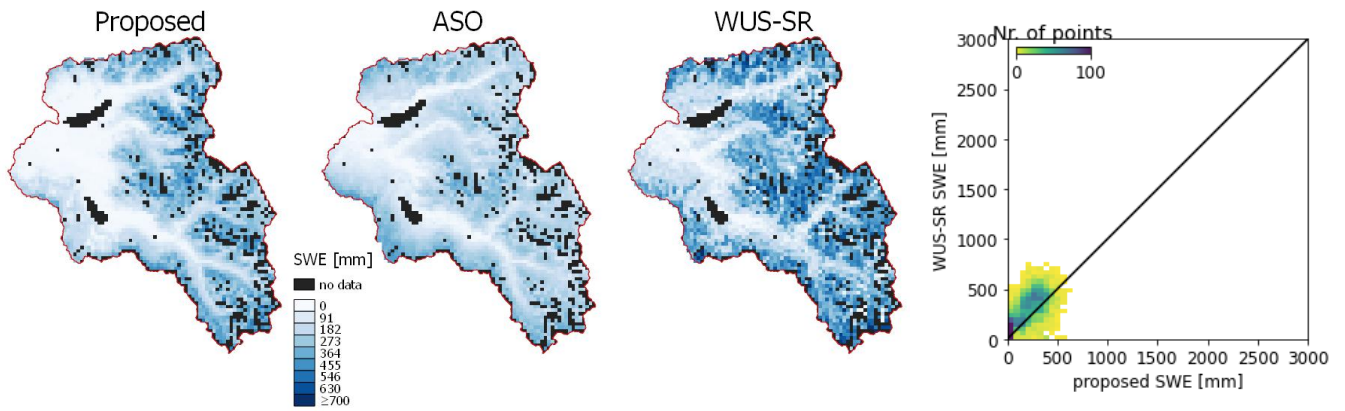 Proposed
ASO
WUS-SR
SWE [mm]
no data
0
91
182
273
364
455
546
630
≥700
Nr. of points
0 100
WUS-SR SWE [mm]
3000
2500
2000
1500
1000
500
0
0 500 1000 1500 2000 2500 3000
proposed SWE [mm]